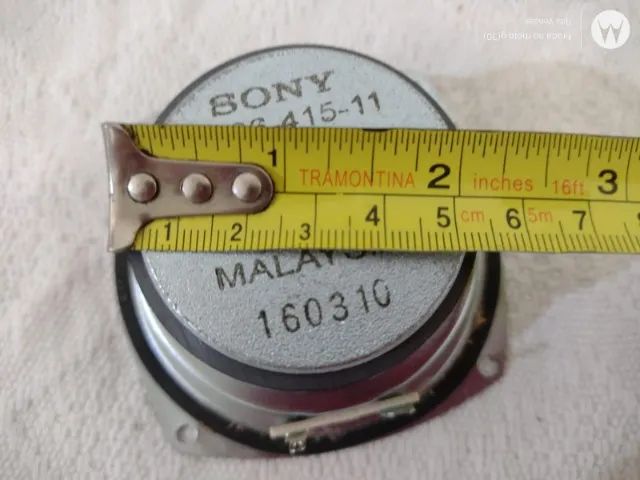 SONY
415-11
1 TRAMONTINA 2 inches 16ft 3
1 2 3 4 5 cm 6 5m 7
MALAYSI
160310